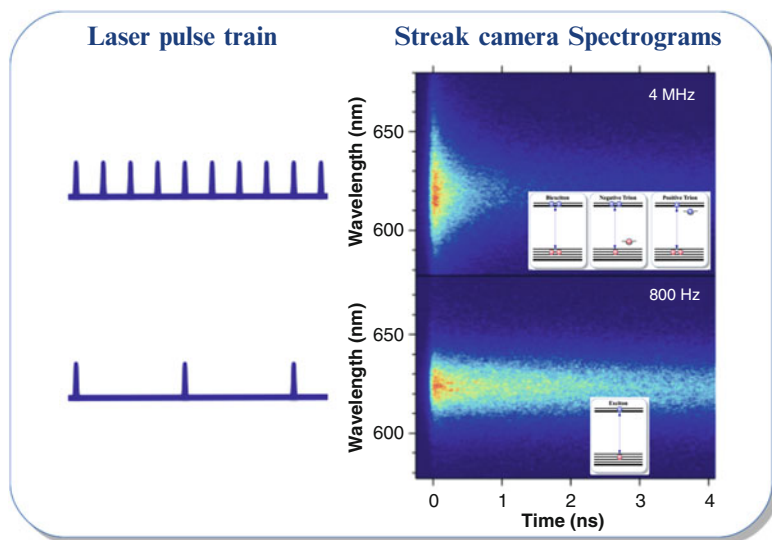 Laser pulse train
Streak camera Spectrograms
4 MHz
Wavelength (nm)
650
600
Biexciton
Negative Trion
Positive Trion
800 Hz
Wavelength (nm)
650
600
Exciton
0 1 2 3 4
Time (ns)